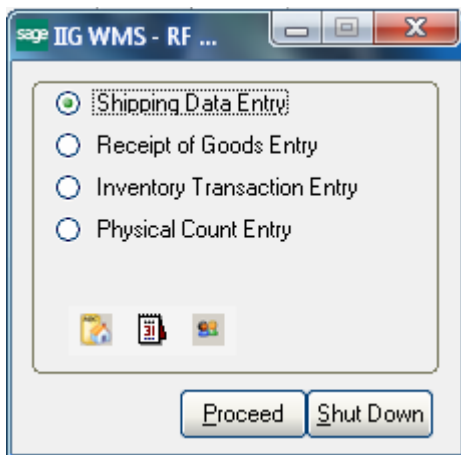 sage IIG WMS - RF ...
Shipping Data Entry
Receipt of Goods Entry
Inventory Transaction Entry
Physical Count Entry
31
Proceed Shut Down